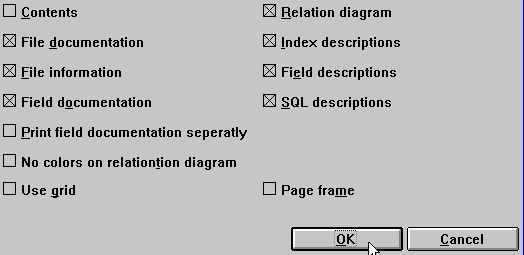 Contents
Relation diagram
File documentation
Index descriptions
File information
Field descriptions
Field documentation
SQL descriptions
Print field documentation seperatly
No colors on relationtion diagram
Use grid
Page frame
OK
Cancel